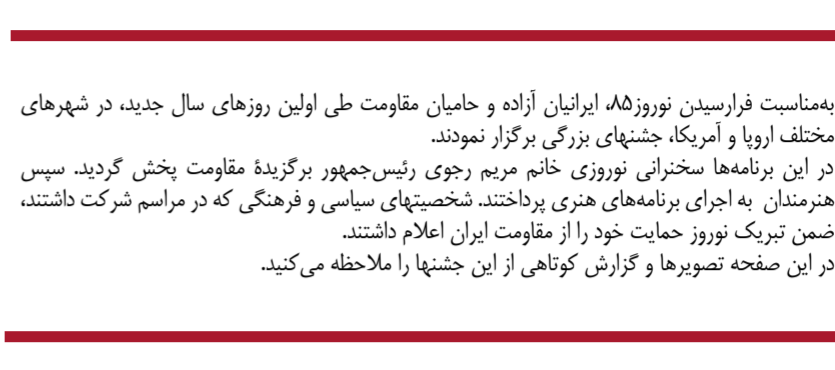 به‌مناسبت فرارسیدن نوروز۸۵، ایرانیان آزاده و حامیان مقاومت طی اولین روزهای سال جدید، در شهرهای
مختلف اروپا و آمریکا، جشنهای بزرگی برگزار نمودند.
در این برنامه‌ها سخنرانی نوروزی خانم مریم رجوی رئیس‌جمهور برگزیدهٔ مقاومت پخش گردید. سپس
هنرمندان به اجرای برنامه‌های هنری پرداختند. شخصیتهای سیاسی و فرهنگی که در مراسم شرکت داشتند،
ضمن تبریک نوروز حمایت خود را از مقاومت ایران اعلام داشتند.
در این صفحه تصویرها و گزارش کوتاهی از این جشنها را ملاحظه می‌کنید.